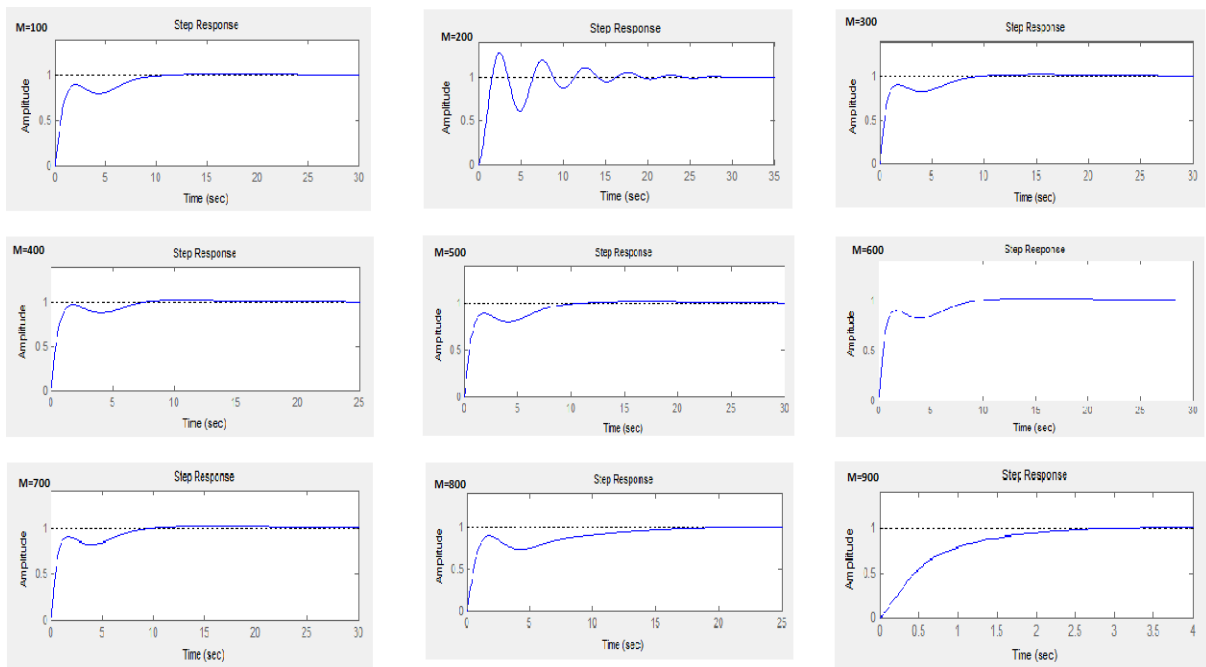 M=100
Step Response
Amplitude
1
0.5
0
0 5 10 15 20 25 30
Time (sec)
M=200
Step Response
Amplitude
1
0.5
0
0 5 10 15 20 25 30 35
Time (sec)
M=300
Step Response
Amplitude
1
0.5
0
0 5 10 15 20 25 30
Time (sec)
M=400
Step Response
Amplitude
1
0.5
0
0 5 10 15 20 25
Time (sec)
M=500
Step Response
Amplitude
1
0.5
0
0 5 10 15 20 25 30
Time (sec)
M=600
Step Response
Amplitude
1
0.5
0
0 5 10 15 20 25 30
Time (sec)
M=700
Step Response
Amplitude
1
0.5
0
0 5 10 15 20 25 30
Time (sec)
M=800
Step Response
Amplitude
1
0.5
0
0 5 10 15 20 25
Time (sec)
M=900
Step Response
Amplitude
1
0.5
0
0 0.5 1 1.5 2 2.5 3 3.5 4
Time (sec)